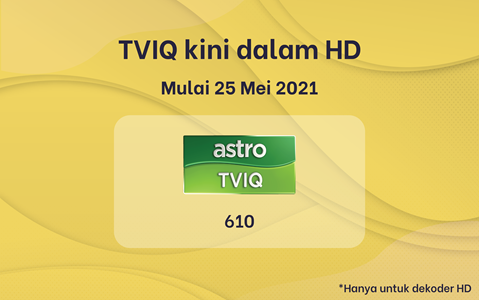 TVIQ kini dalam HD
Mulai 25 Mei 2021
astro
TVIQ
610
*Hanya untuk dekoder HD